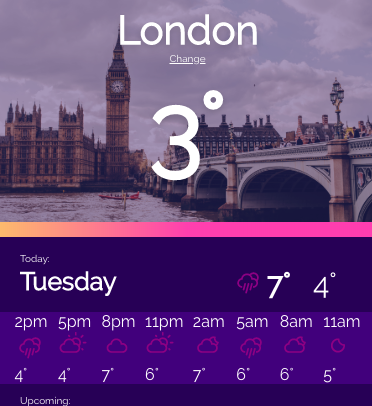 London
Change
3°
Today:
Tuesday 7° 4°
2pm 5pm 8pm 11pm 2am 5am 8am 11am
4° 4° 7° 6° 7° 6° 6° 5°
Upcoming: